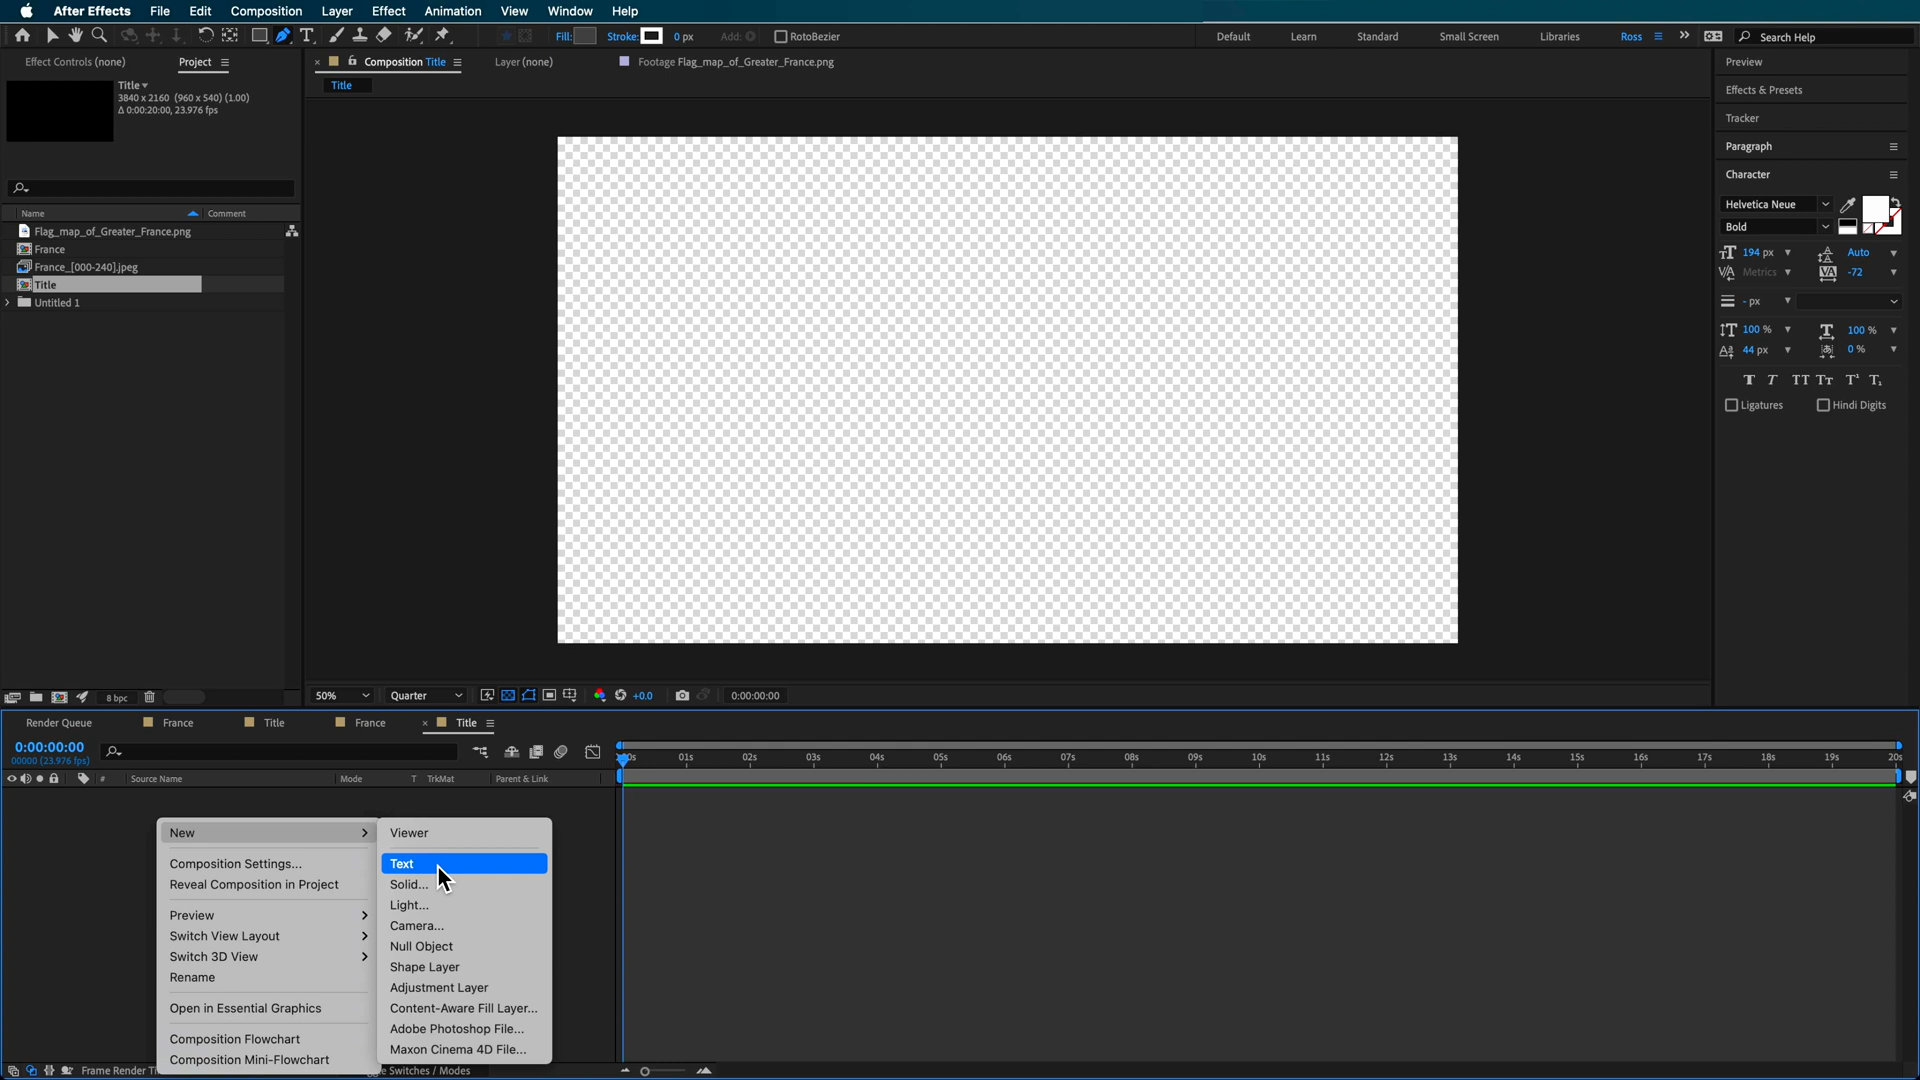 After Effects File Edit Composition Layer Effect Animation View Window Help
Fill: Stroke: 0 px Add: RotoBezier Default Learn Standard Small Screen Libraries Ross Search Help
Effect Controls (none) Project
Composition Title Layer (none) Footage Flag_map_of_Greater_France.png
Title
Title
3840 x 2160 (960 x 540) (1.00)
Δ 0:00:20:00, 23.976 fps
Name Comment
Flag_map_of_Greater_France.png
France
France_[000-240].jpeg
Title
Untitled 1
8 bpc
Preview
Effects & Presets
Tracker
Paragraph
Character
Helvetica Neue
Bold
194 px Auto
Metrics -72
- px
100 % 100 %
44 px 0 %
Ligatures Hindi Digits
50% Quarter +0.0 0:00:00:00
Render Queue France Title France Title
0:00:00:00
00000 (23.976 fps)
01s 02s 03s 04s 05s 06s 07s 08s 09s 10s 11s 12s 13s 14s 15s 16s 17s 18s 19s 20s
# Source Name Mode T TrkMat Parent & Link
New
Composition Settings...
Reveal Composition in Project
Preview
Switch View Layout
Switch 3D View
Rename
Open in Essential Graphics
Composition Flowchart
Composition Mini-Flowchart
Viewer
Text
Solid...
Light...
Camera...
Null Object
Shape Layer
Adjustment Layer
Content-Aware Fill Layer...
Adobe Photoshop File...
Maxon Cinema 4D File...
Frame Render Switches / Modes